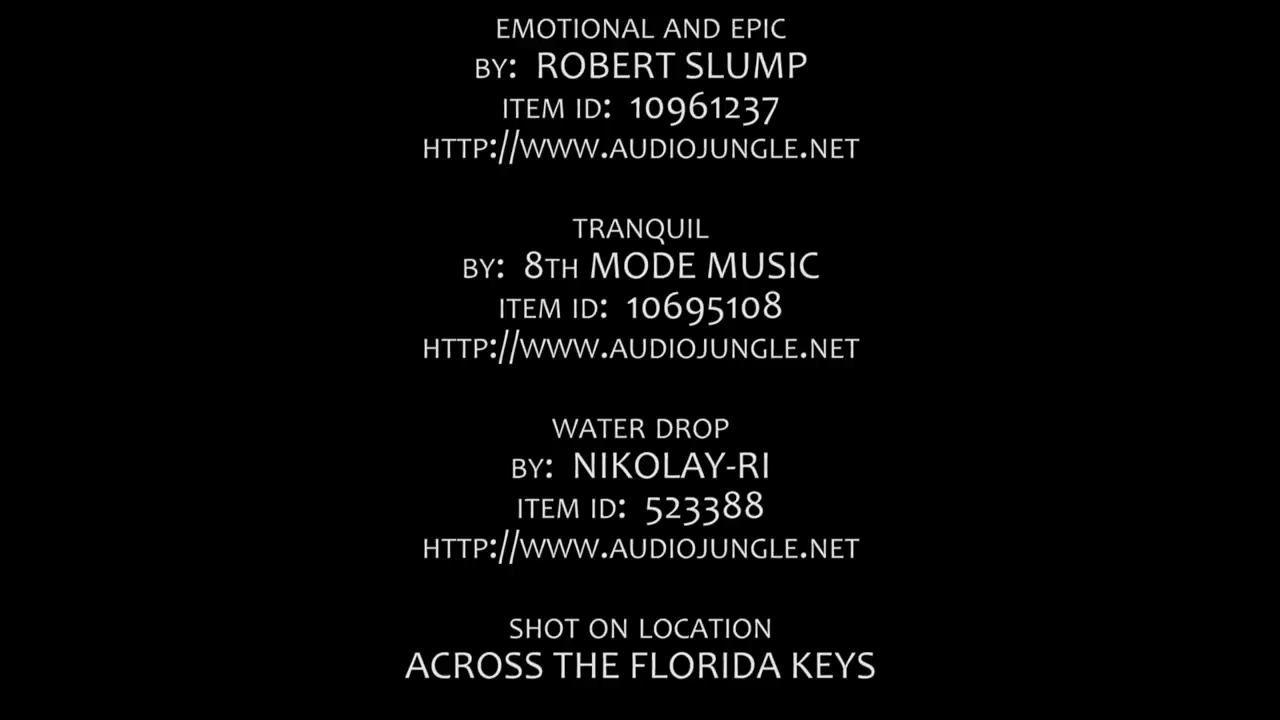 EMOTIONAL AND EPIC
BY: ROBERT SLUMP
ITEM ID: 10961237
HTTP://WWW.AUDIOJUNGLE.NET
TRANQUIL
BY: 8TH MODE MUSIC
ITEM ID: 10695108
HTTP://WWW.AUDIOJUNGLE.NET
WATER DROP
BY: NIKOLAY-RI
ITEM ID: 523388
HTTP://WWW.AUDIOJUNGLE.NET
SHOT ON LOCATION
ACROSS THE FLORIDA KEYS